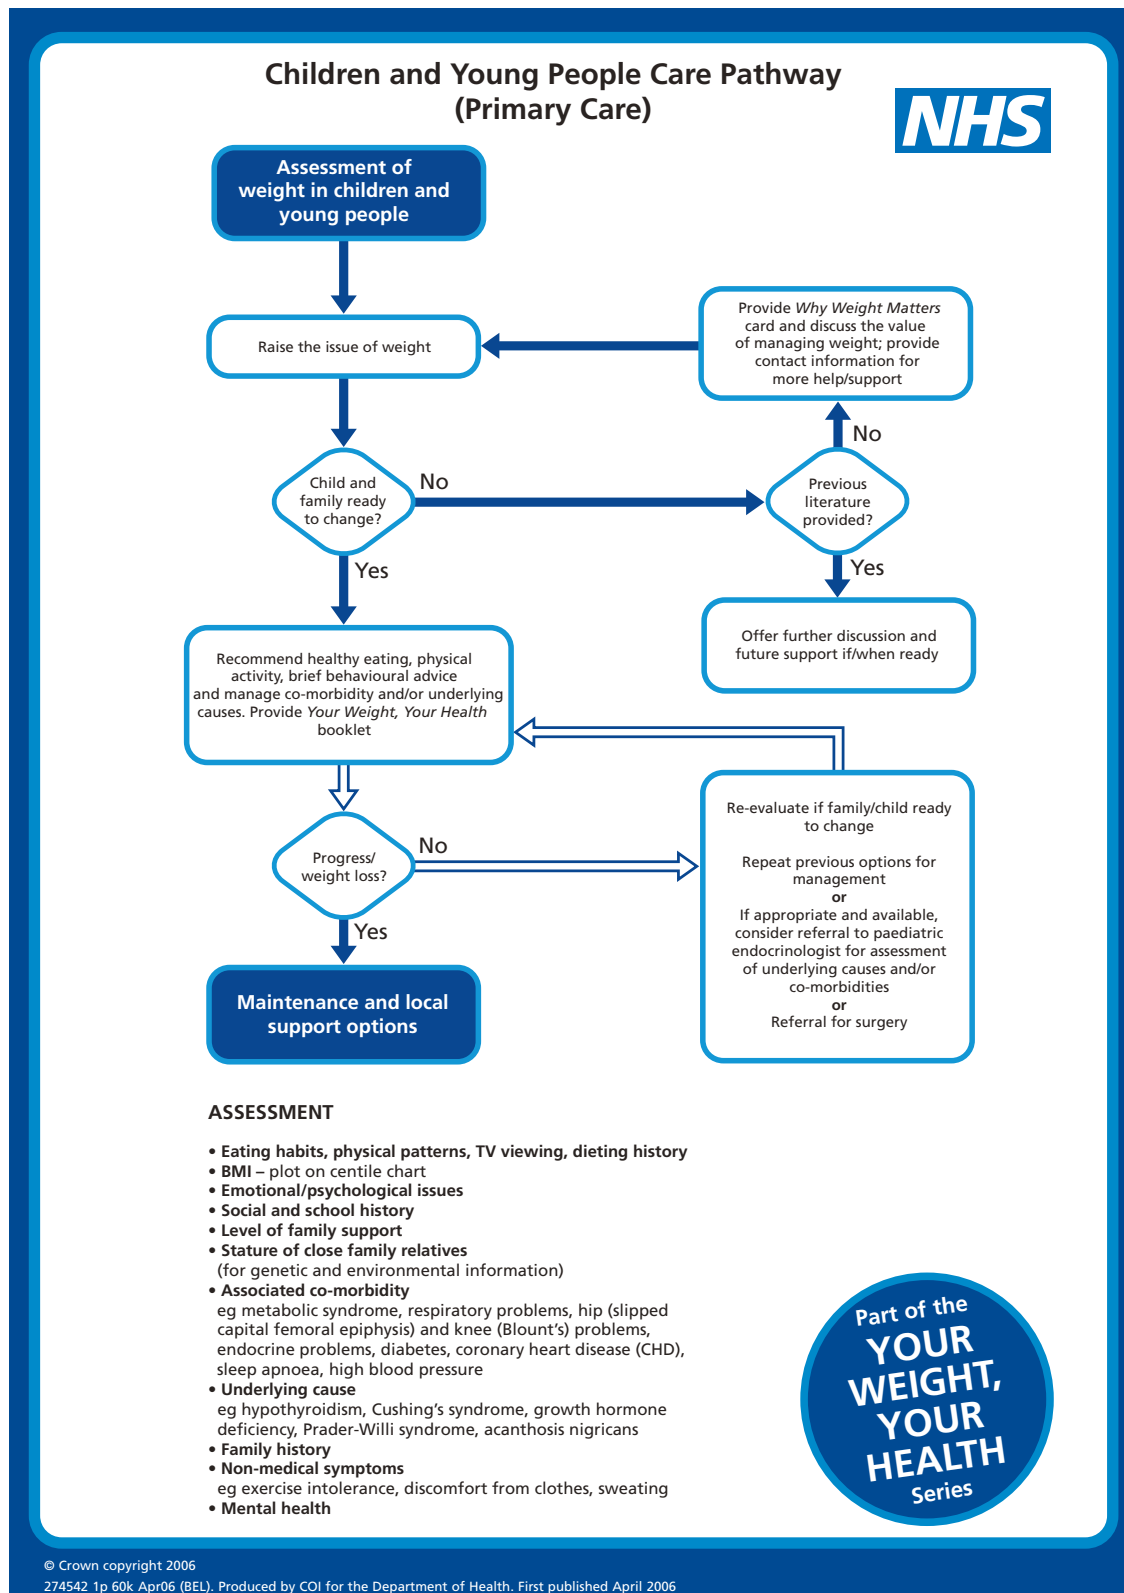 Children and Young People Care Pathway
(Primary Care)
NHS
Assessment of
weight in children and
young people
Raise the issue of weight
Provide Why Weight Matters
card and discuss the value
of managing weight; provide
contact information for
more help/support
No
Child and
family ready
to change?
No
Previous
literature
provided?
Yes
Yes
Offer further discussion and
future support if/when ready
Recommend healthy eating, physical
activity, brief behavioural advice
and manage co-morbidity and/or underlying
causes. Provide Your Weight, Your Health
booklet
Progress/
weight loss?
No
Re-evaluate if family/child ready
to change
Repeat previous options for
management
or
If appropriate and available,
consider referral to paediatric
endocrinologist for assessment
of underlying causes and/or
co-morbidities
or
Referral for surgery
Yes
Maintenance and local
support options
ASSESSMENT
• Eating habits, physical patterns, TV viewing, dieting history
• BMI – plot on centile chart
• Emotional/psychological issues
• Social and school history
• Level of family support
• Stature of close family relatives
(for genetic and environmental information)
• Associated co-morbidity
eg metabolic syndrome, respiratory problems, hip (slipped
capital femoral epiphysis) and knee (Blount’s) problems,
endocrine problems, diabetes, coronary heart disease (CHD),
sleep apnoea, high blood pressure
• Underlying cause
eg hypothyroidism, Cushing’s syndrome, growth hormone
deficiency, Prader-Willi syndrome, acanthosis nigricans
• Family history
• Non-medical symptoms
eg exercise intolerance, discomfort from clothes, sweating
• Mental health
Part of the
YOUR
WEIGHT,
YOUR
HEALTH
Series
© Crown copyright 2006
274542 1p 60k Apr06 (BEL). Produced by COI for the Department of Health. First published April 2006